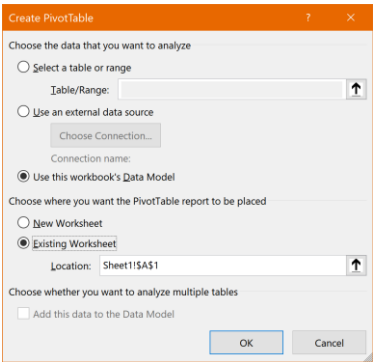 Create PivotTable ? ×
Choose the data that you want to analyze
Select a table or range
Table/Range:
Use an external data source
Choose Connection...
Connection name:
Use this workbook's Data Model
Choose where you want the PivotTable report to be placed
New Worksheet
Existing Worksheet
Location: Sheet1!$A$1
Choose whether you want to analyze multiple tables
Add this data to the Data Model
OK Cancel